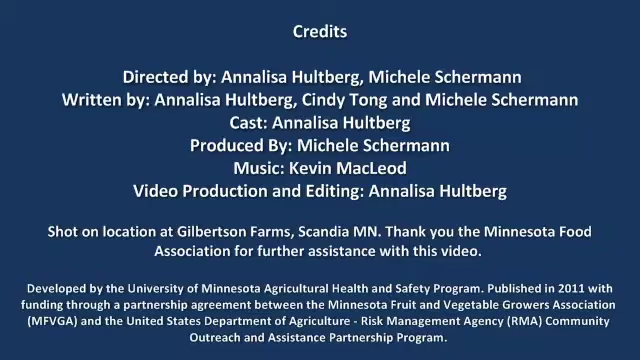 Credits
Directed by: Annalisa Hultberg, Michele Schermann
Written by: Annalisa Hultberg, Cindy Tong and Michele Schermann
Cast: Annalisa Hultberg
Produced By: Michele Schermann
Music: Kevin MacLeod
Video Production and Editing: Annalisa Hultberg
Shot on location at Gilbertson Farms, Scandia MN. Thank you the Minnesota Food
Association for further assistance with this video.
Developed by the University of Minnesota Agricultural Health and Safety Program. Published in 2011 with
funding through a partnership agreement between the Minnesota Fruit and Vegetable Growers Association
(MFVGA) and the United States Department of Agriculture - Risk Management Agency (RMA) Community
Outreach and Assistance Partnership Program.